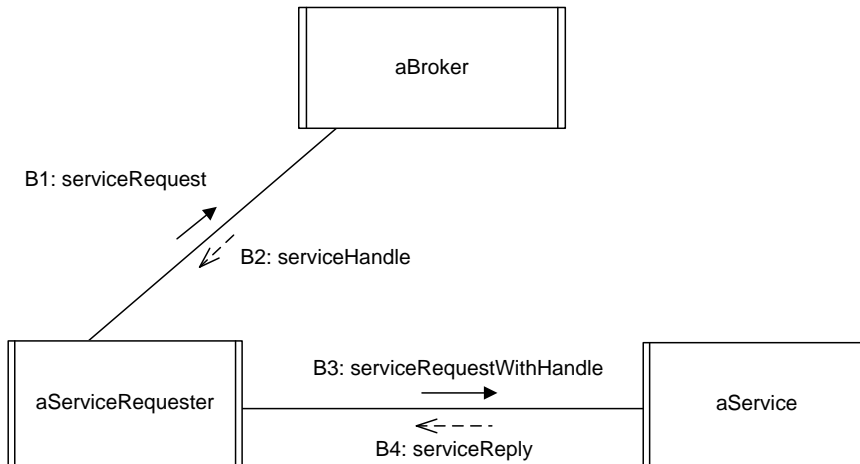 aBroker
B1: serviceRequest
B2: serviceHandle
B3: serviceRequestWithHandle
aServiceRequester
aService
B4: serviceReply